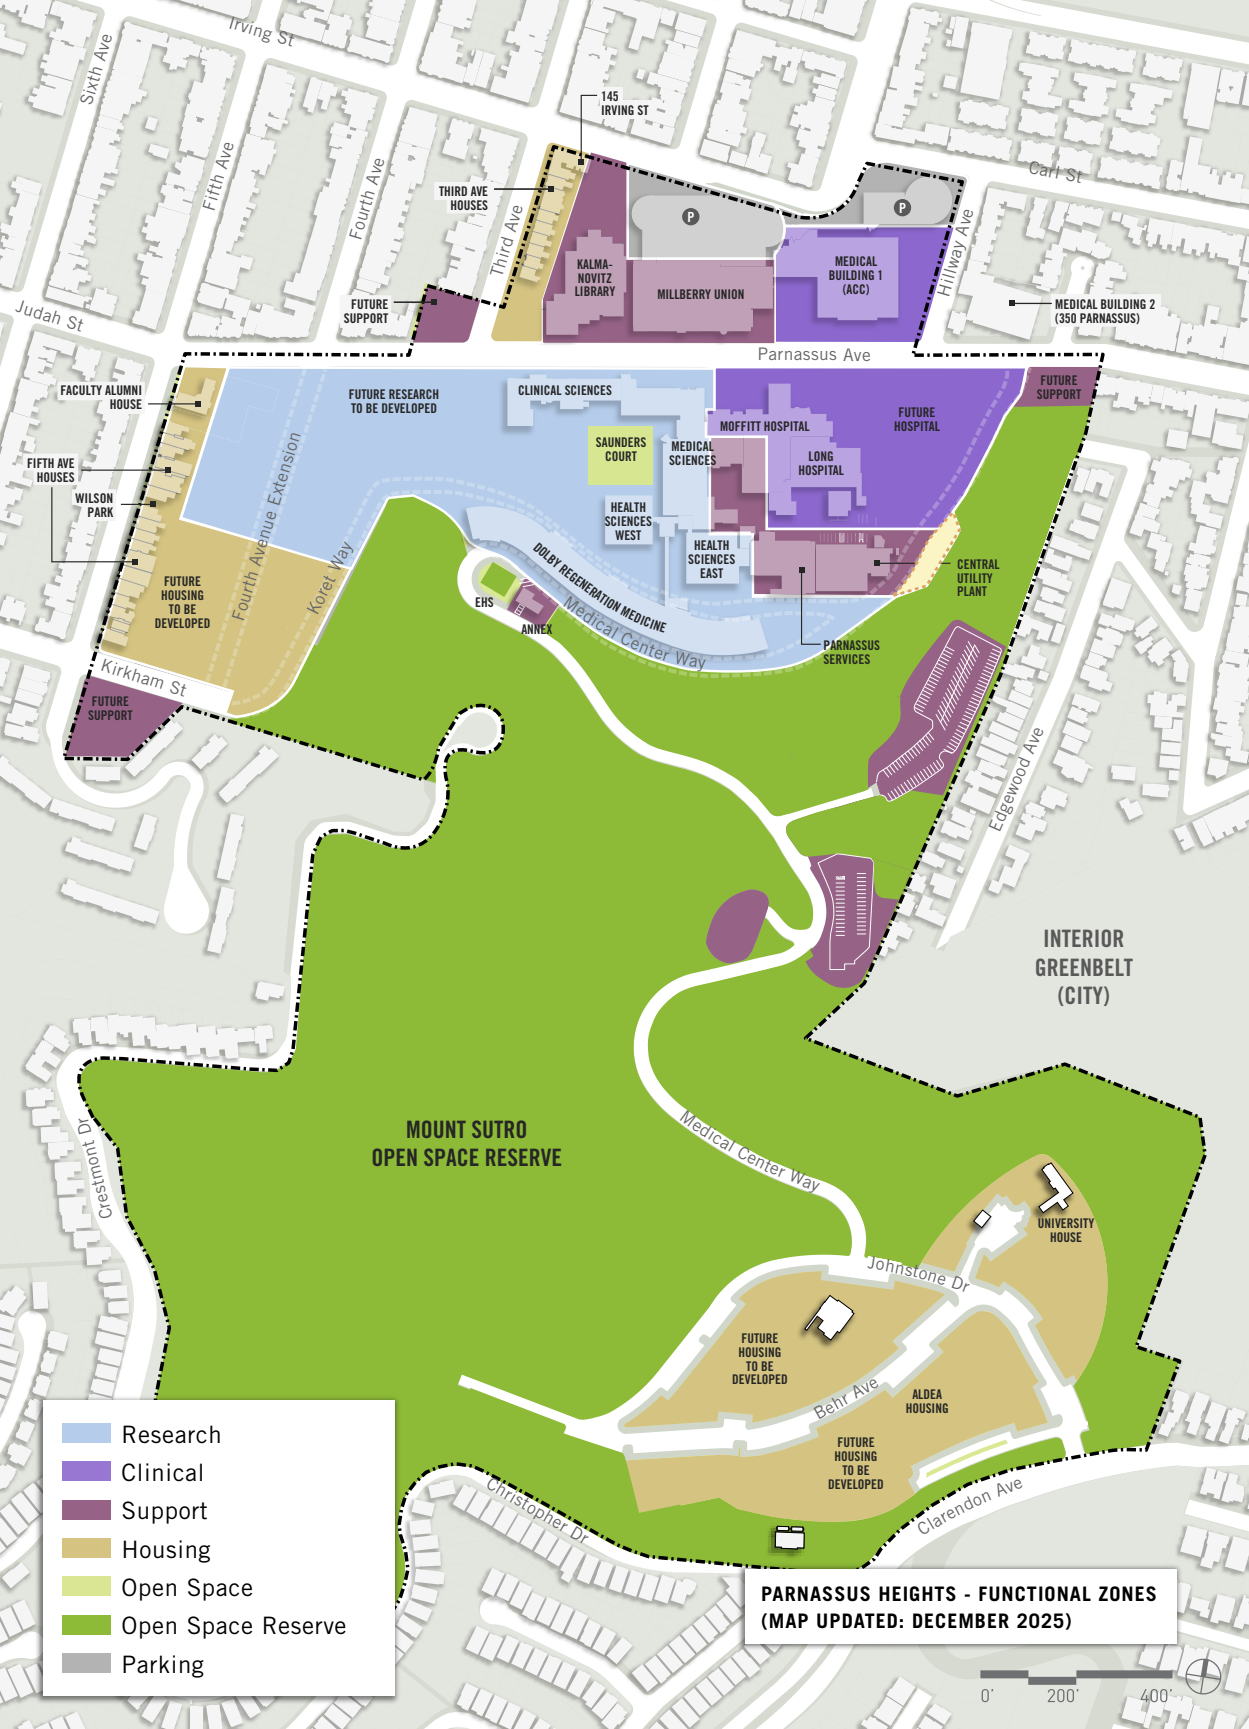 Irving St
Sixth Ave
145
IRVING ST
Fifth Ave
Fourth Ave
Carl St
THIRD AVE
HOUSES
Third Ave
P
P
Hillway Ave
KALMA-
NOVITZ
LIBRARY
MILLBERRY UNION
MEDICAL
BUILDING 1
(ACC)
FUTURE
SUPPORT
MEDICAL BUILDING 2
(350 PARNASSUS)
Judah St
Parnassus Ave
FACULTY ALUMNI
HOUSE
FUTURE RESEARCH
TO BE DEVELOPED
CLINICAL SCIENCES
FUTURE
SUPPORT
SAUNDERS
COURT
MEDICAL
SCIENCES
MOFFITT HOSPITAL
FUTURE
HOSPITAL
LONG
HOSPITAL
FIFTH AVE
HOUSES
WILSON
PARK
Fourth Avenue Extension
HEALTH
SCIENCES
WEST
HEALTH
SCIENCES
EAST
DOLBY REGENERATION MEDICINE
Koret Way
CENTRAL
UTILITY
PLANT
FUTURE
HOUSING
TO BE
DEVELOPED
EHS
ANNEX
Medical Center Way
PARNASSUS
SERVICES
Kirkham St
FUTURE
SUPPORT
Edgewood Ave
INTERIOR
GREENBELT
(CITY)
MOUNT SUTRO
OPEN SPACE RESERVE
Crestmont Dr
Medical Center Way
UNIVERSITY
HOUSE
Johnstone Dr
FUTURE
HOUSING
TO BE
DEVELOPED
Behr Ave
ALDEA
HOUSING
FUTURE
HOUSING
TO BE
DEVELOPED
Christopher Dr
Clarendon Ave
Research
Clinical
Support
Housing
Open Space
Open Space Reserve
Parking
PARNASSUS HEIGHTS - FUNCTIONAL ZONES
(MAP UPDATED: DECEMBER 2025)
0' 200' 400'